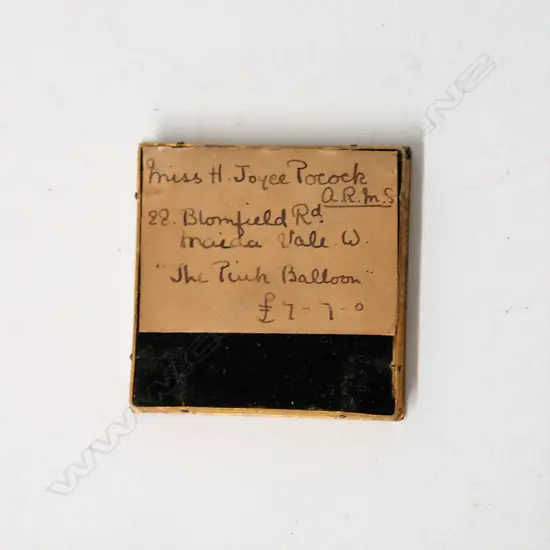 Miss H. Joyce Pocock
A.R.M.S
22. Blomfield Rd.
Maida Vale. W.
"The Pink Balloon"
£7-7-0